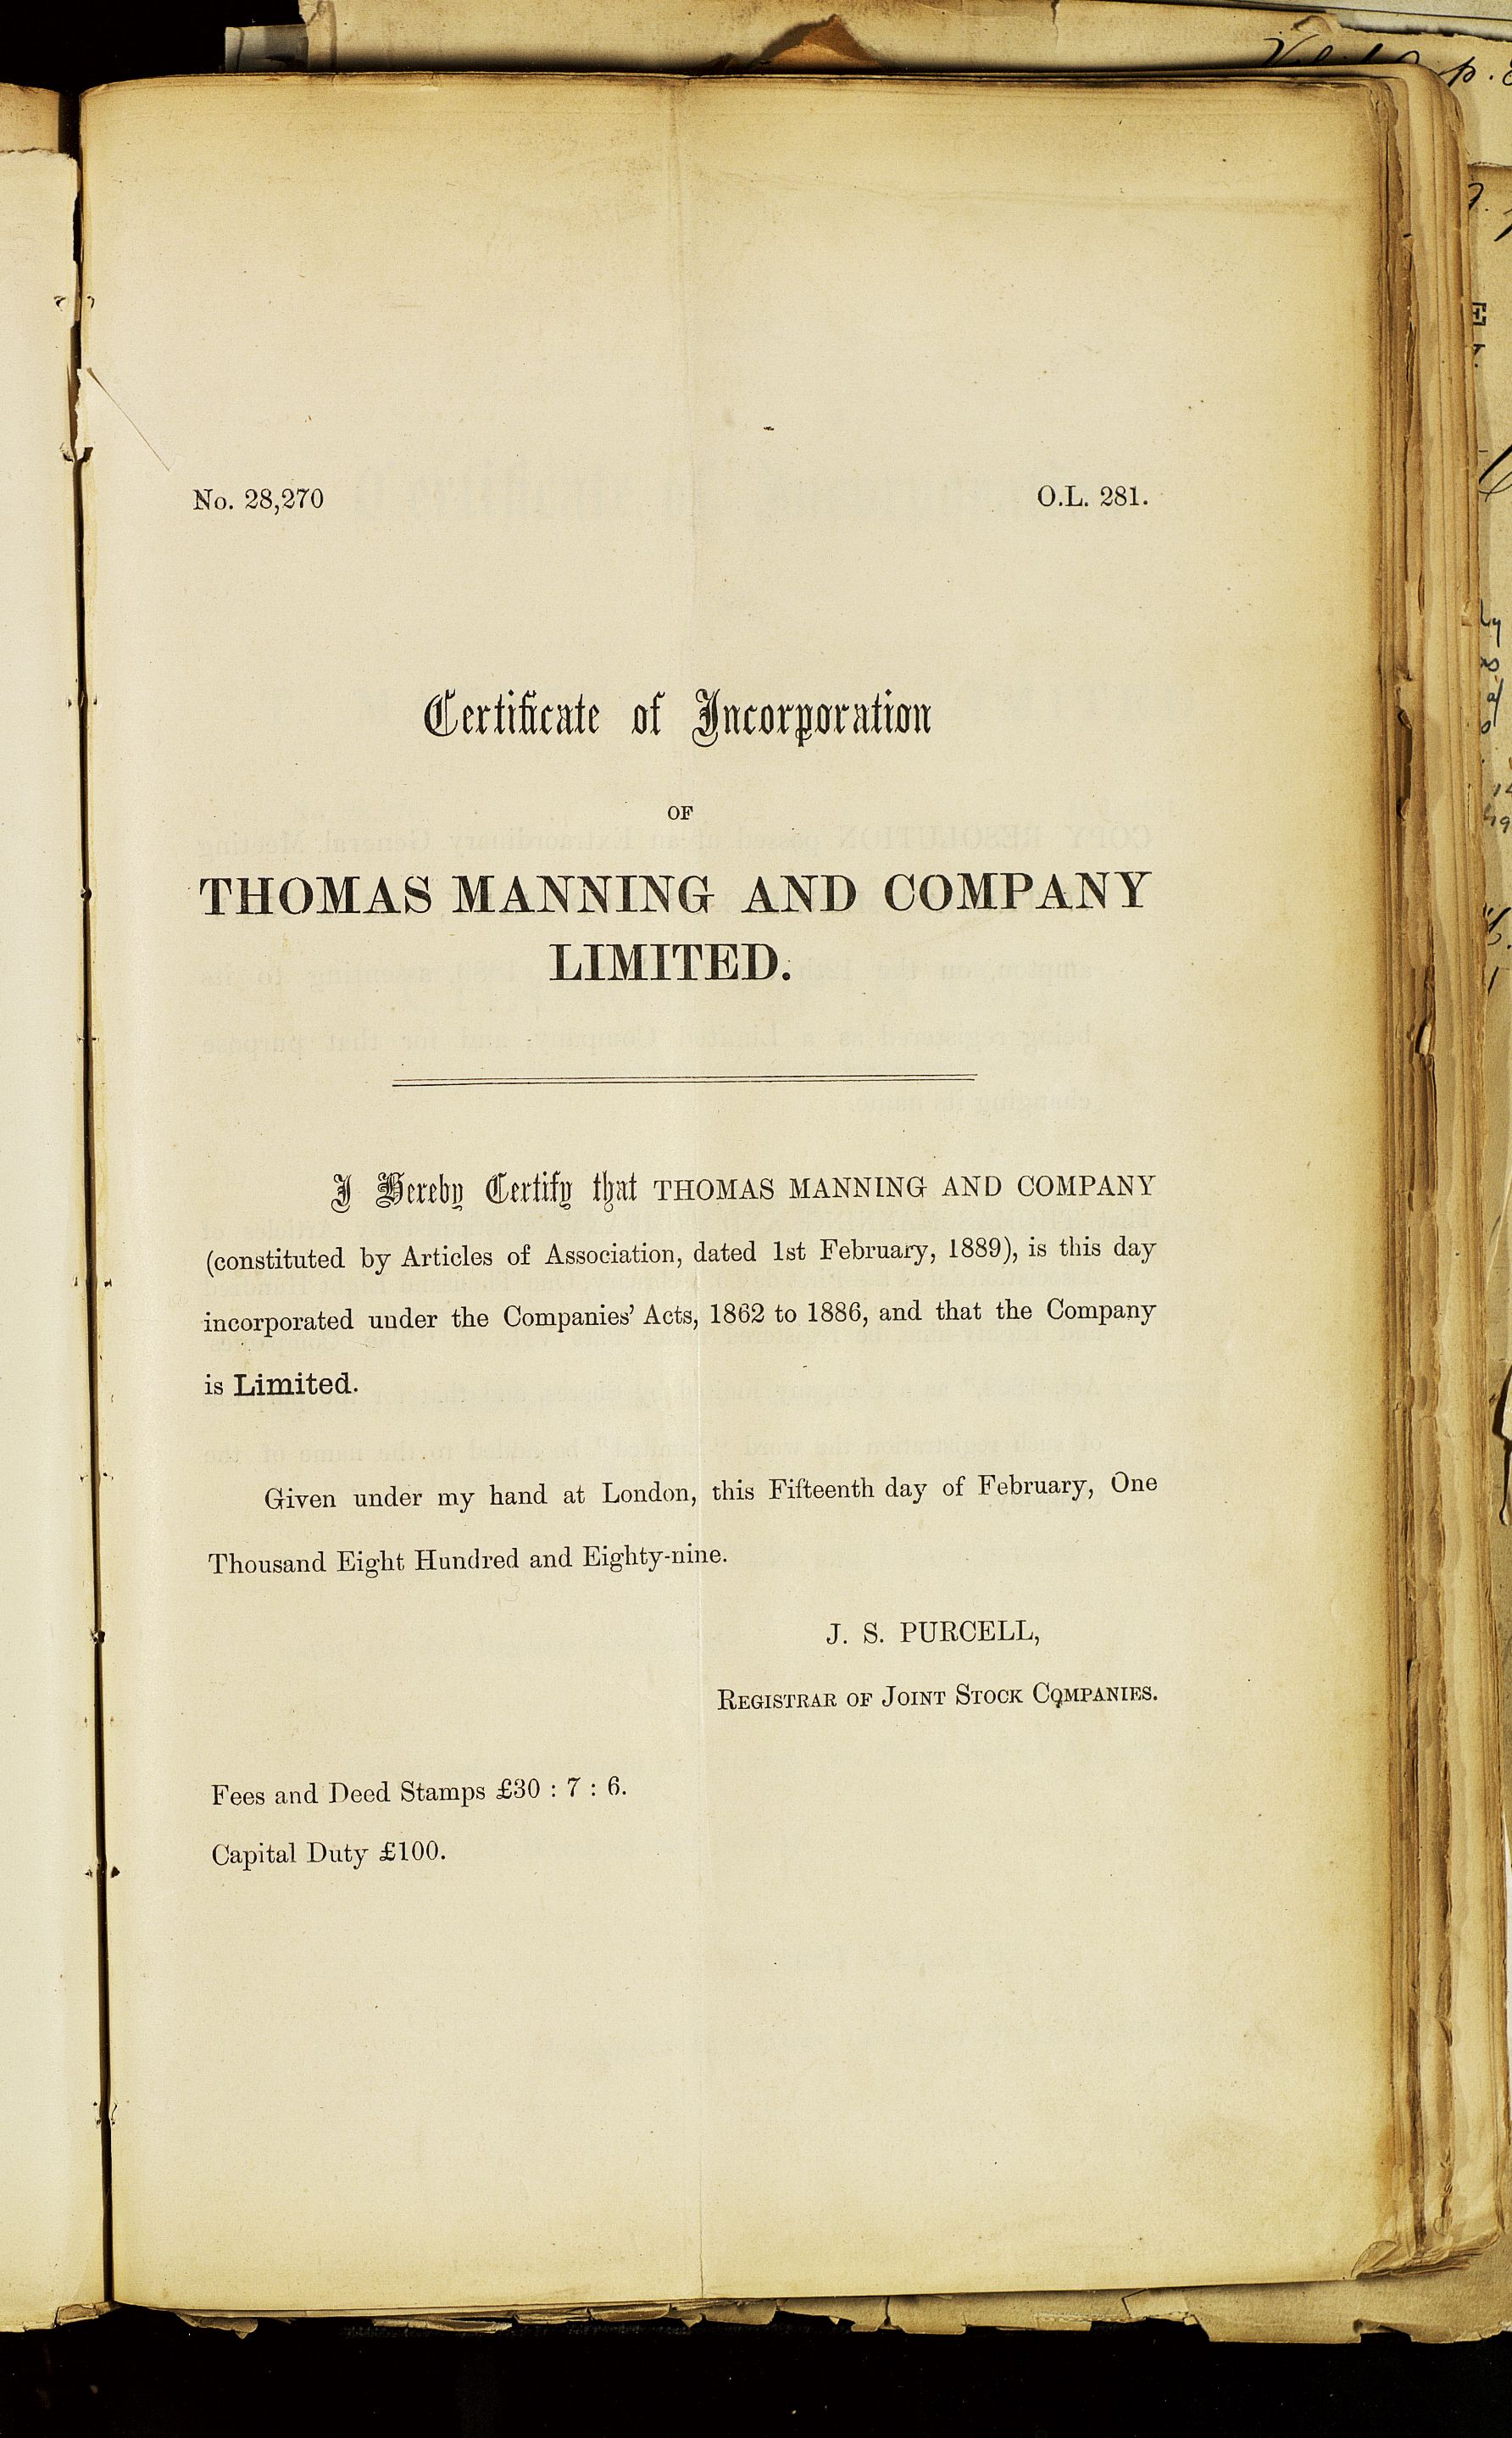 No. 28,270
O.L. 281.
Certificate of Incorporation
OF
THOMAS MANNING AND COMPANY
LIMITED.
I Hereby Certify that THOMAS MANNING AND COMPANY
(constituted by Articles of Association, dated 1st February, 1889), is this day
incorporated under the Companies' Acts, 1862 to 1886, and that the Company
is Limited.
Given under my hand at London, this Fifteenth day of February, One
Thousand Eight Hundred and Eighty-nine.
J. S. PURCELL,
REGISTRAR OF JOINT STOCK COMPANIES.
Fees and Deed Stamps £30 : 7 : 6.
Capital Duty £100.